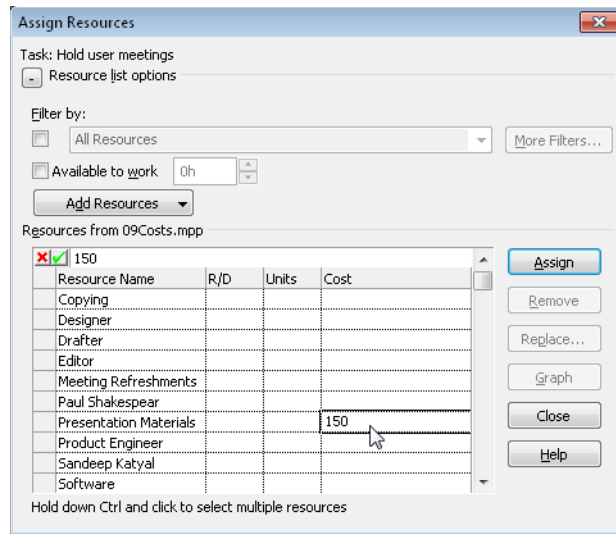 Assign Resources
Task: Hold user meetings
- Resource list options
Filter by:
All Resources More Filters...
Available to work 0h
Add Resources
Resources from 09Costs.mpp
150 Assign
Resource Name R/D Units Cost
Copying Remove
Designer
Drafter Replace...
Editor
Meeting Refreshments Graph
Paul Shakespear
Presentation Materials 150 Close
Product Engineer
Sandeep Katyal Help
Software
Hold down Ctrl and click to select multiple resources